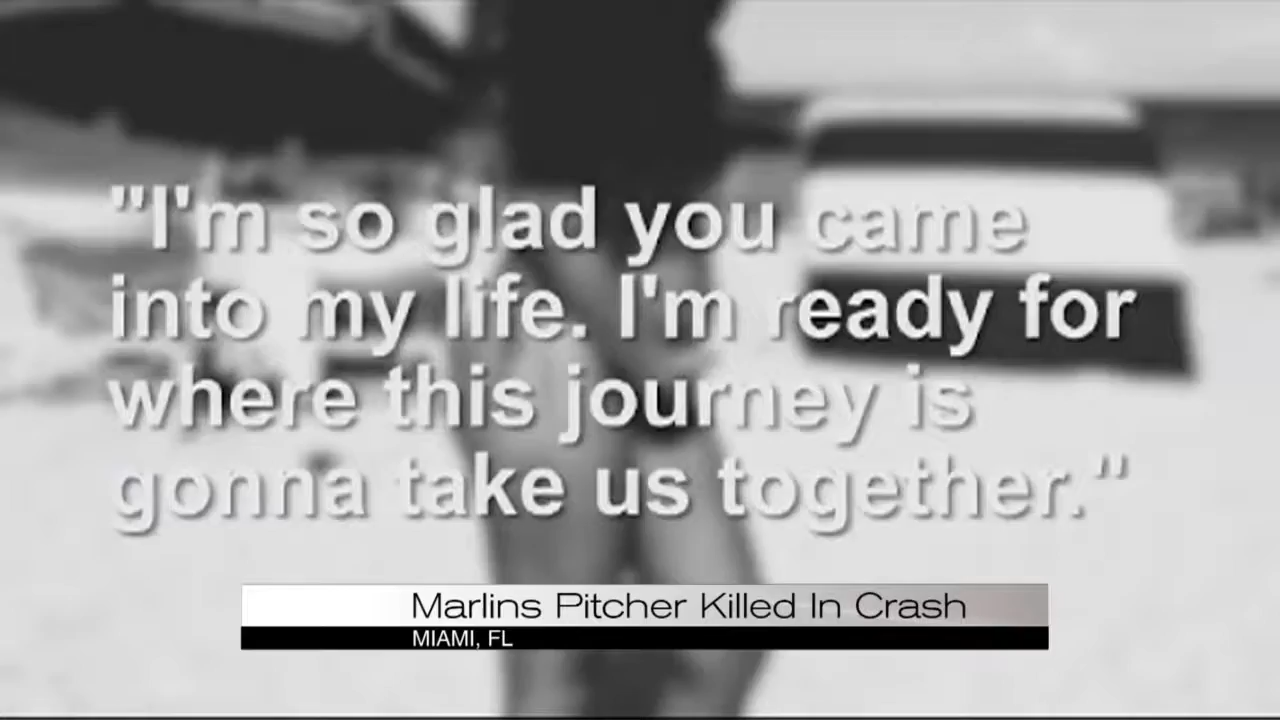 "I'm so glad you came
into my life. I'm ready for
where this journey is
gonna take us together."
Marlins Pitcher Killed In Crash
MIAMI, FL